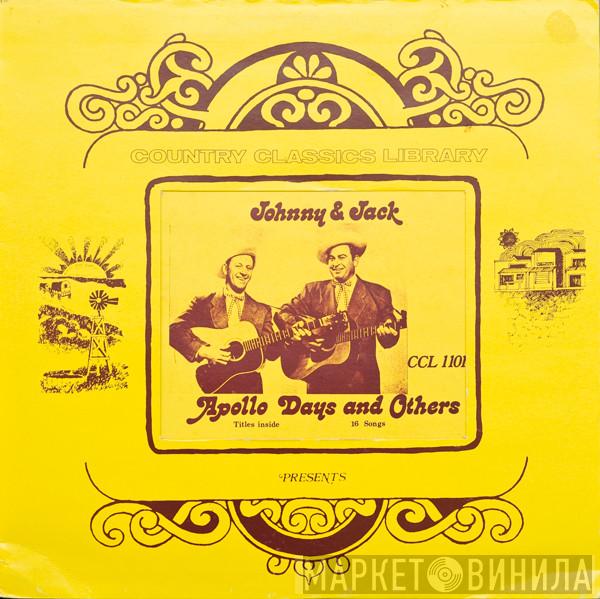 COUNTRY CLASSICS LIBRARY
Johnny & Jack
CCL 1101
Apollo Days and Others
Titles inside 16 Songs
PRESENTS
МАРКЕТ ВИНИЛА